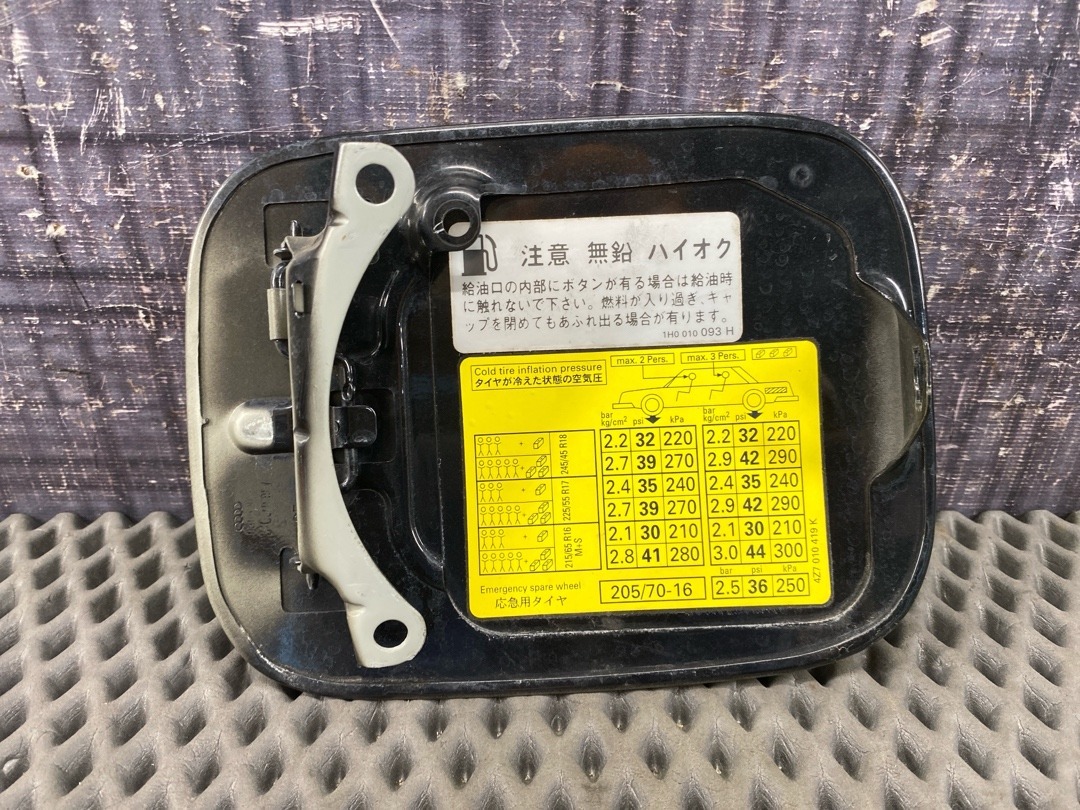 注意 無鉛 ハイオク
給油口の内部にボタンが有る場合は給油時
に触れないで下さい。燃料が入り過ぎ、キャ
ップを閉めてもあふれ出る場合が有ります。
1H0 010 093 H
Cold tire inflation pressure
タイヤが冷えた状態の空気圧
max. 2 Pers.
max. 3 Pers.
bar kg/cm² psi kPa bar kg/cm² psi kPa
245/45 R18
2.2 32 220 2.2 32 220
2.7 39 270 2.9 42 290
225/55 R17
2.4 35 240 2.4 35 240
2.7 39 270 2.9 42 290
215/65 R16 M+S
2.1 30 210 2.1 30 210
2.8 41 280 3.0 44 300
bar psi kPa
Emergency spare wheel
応急用タイヤ
205/70-16 2.5 36 250
4Z7 010 419 K